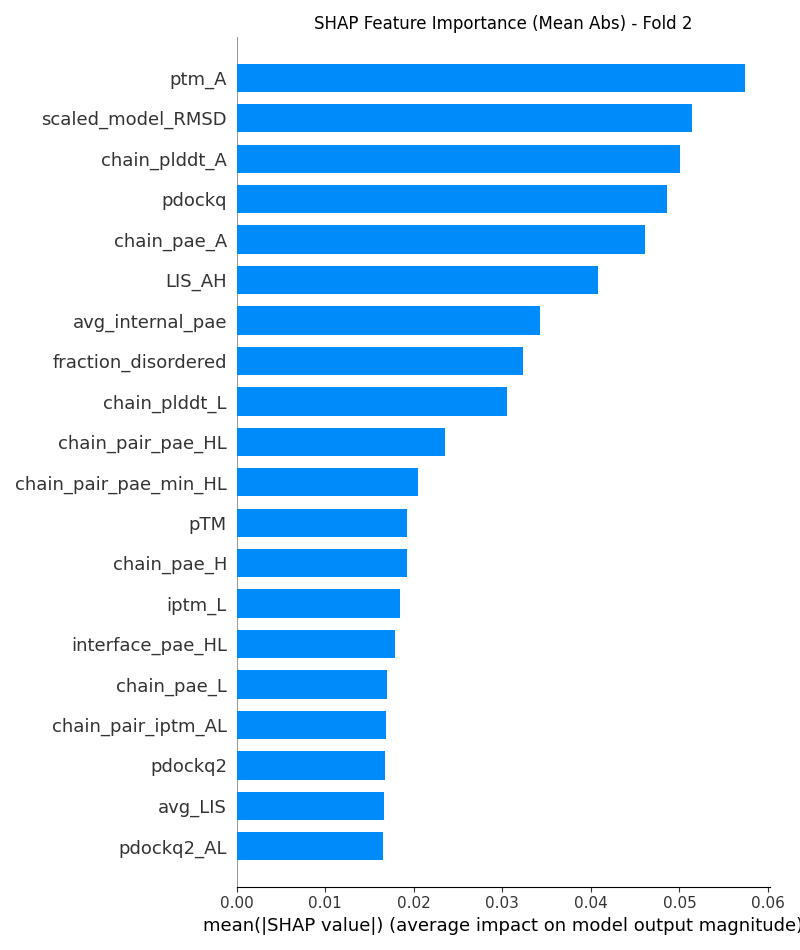 SHAP Feature Importance (Mean Abs) - Fold 2
ptm_A
scaled_model_RMSD
chain_plddt_A
pdockq
chain_pae_A
LIS_AH
avg_internal_pae
fraction_disordered
chain_plddt_L
chain_pair_pae_HL
chain_pair_pae_min_HL
pTM
chain_pae_H
iptm_L
interface_pae_HL
chain_pae_L
chain_pair_iptm_AL
pdockq2
avg_LIS
pdockq2_AL
0.00 0.01 0.02 0.03 0.04 0.05 0.06
mean(|SHAP value|) (average impact on model output magnitude)